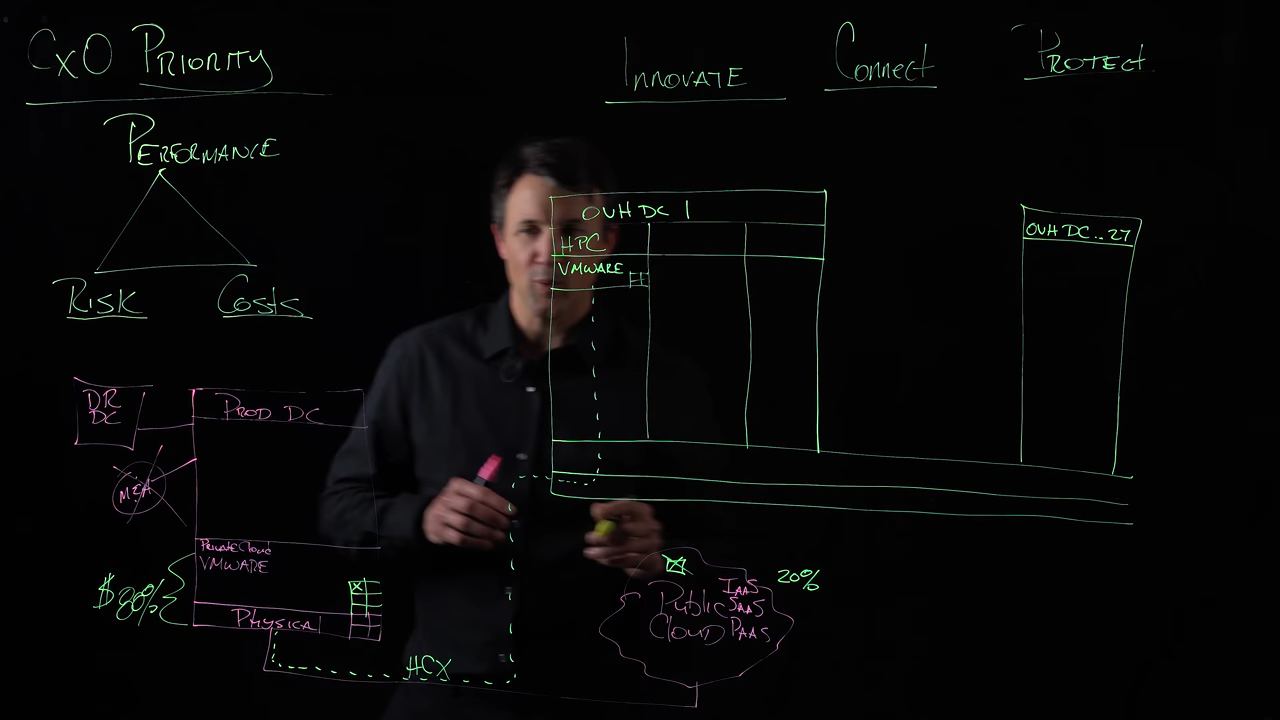 CxO PRIORITY
INNOVATE
CONNECT
PROTECT
PERFORMANCE
RISK
COSTS
OVH DC 1
HPC
VMWARE
OVH DC .. 27
DR
DC
PROD DC
M&A
PRIVATE CLOUD
VMWARE
$80%
PHYSICAL
HCX
X
PUBLIC
CLOUD
IAAS
SAAS
PAAS
20%